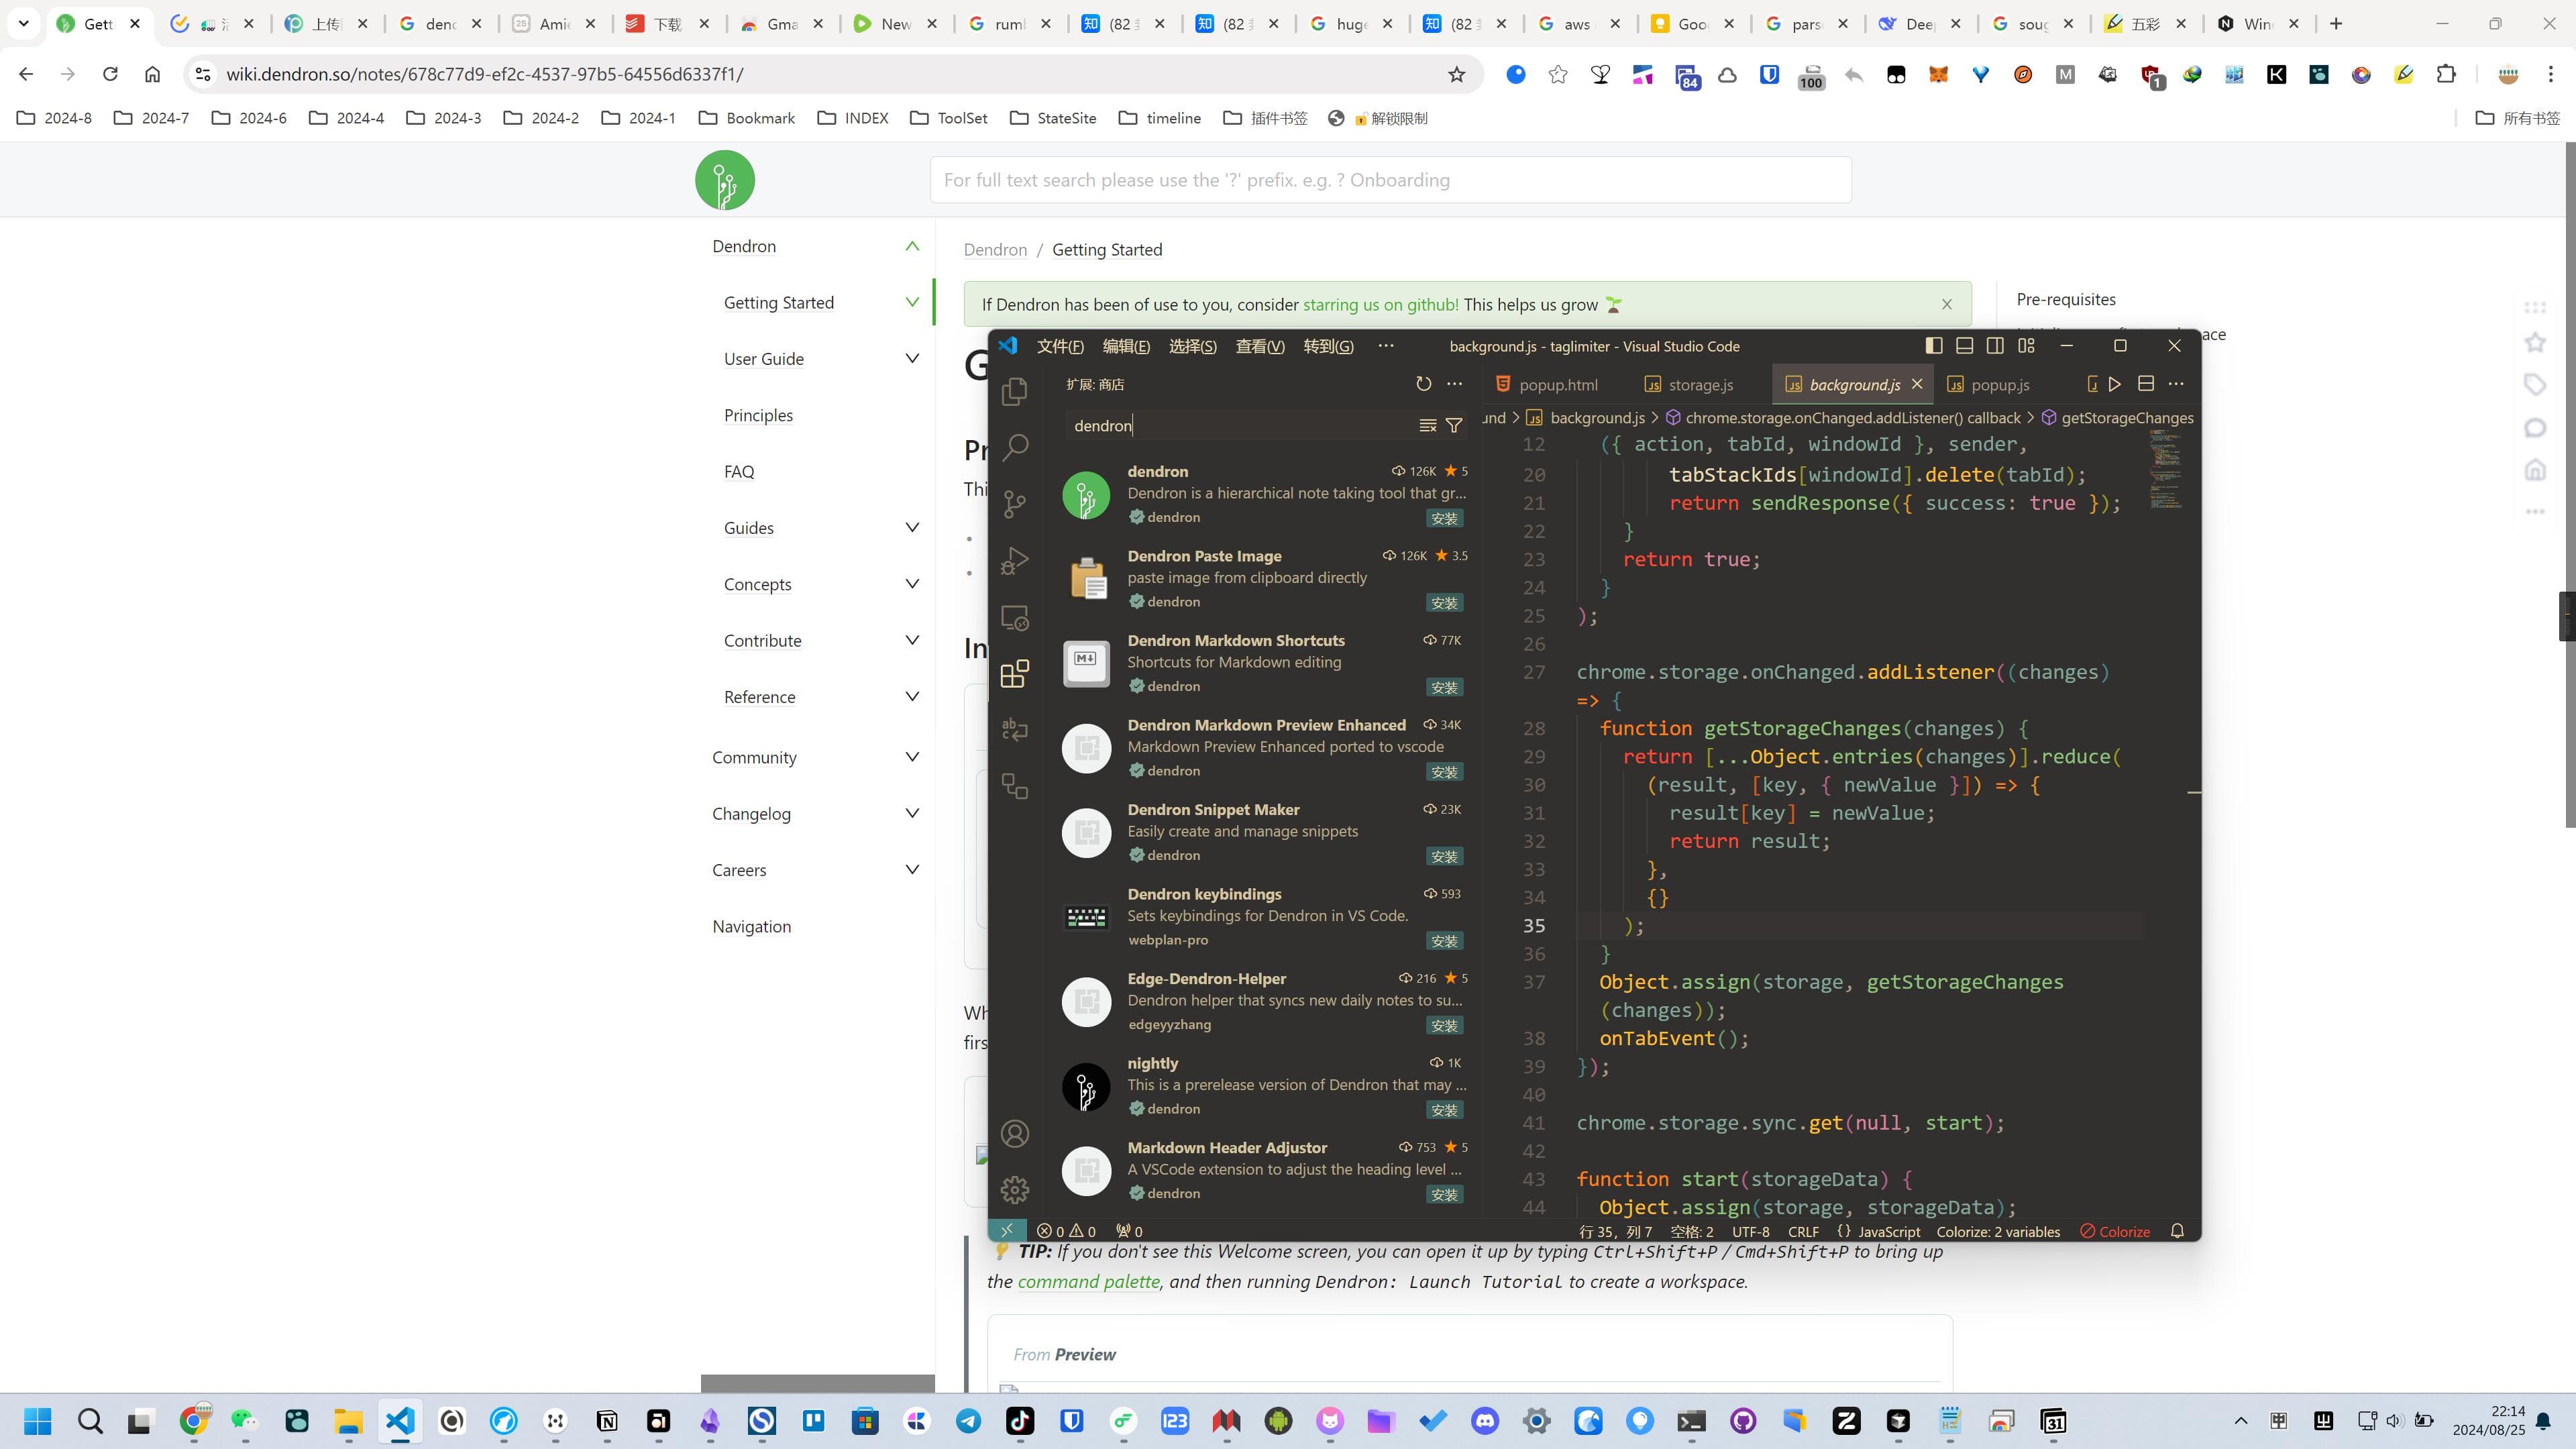 Gett
上传
denc
Amie
下载
Gma
New
rum
(82
(82
huge
(82
aws
Goo
pars
Deep
soug
五彩
Win
wiki.dendron.so/notes/678c77d9-ef2c-4537-97b5-64556d6337f1/
84
100
1
2024-8
2024-7
2024-6
2024-4
2024-3
2024-2
2024-1
Bookmark
INDEX
ToolSet
StateSite
timeline
插件书签
解锁限制
所有书签
For full text search please use the '?' prefix. e.g. ? Onboarding
Dendron
Getting Started
User Guide
Principles
FAQ
Guides
Concepts
Contribute
Reference
Community
Changelog
Careers
Navigation
Dendron / Getting Started
If Dendron has been of use to you, consider starring us on github! This helps us grow
Pre-requisites
文件(F) 编辑(E) 选择(S) 查看(V) 转到(G) ···
background.js - taglimiter - Visual Studio Code
扩展: 商店
dendron
dendron 126K 5
Dendron is a hierarchical note taking tool that gr...
dendron 安装
Dendron Paste Image 126K 3.5
paste image from clipboard directly
dendron 安装
Dendron Markdown Shortcuts 77K
Shortcuts for Markdown editing
dendron 安装
Dendron Markdown Preview Enhanced 34K
Markdown Preview Enhanced ported to vscode
dendron 安装
Dendron Snippet Maker 23K
Easily create and manage snippets
dendron 安装
Dendron keybindings 593
Sets keybindings for Dendron in VS Code.
webplan-pro 安装
Edge-Dendron-Helper 216 5
Dendron helper that syncs new daily notes to su...
edgeyyzhang 安装
nightly 1K
This is a prerelease version of Dendron that may ...
dendron 安装
Markdown Header Adjustor 753 5
A VSCode extension to adjust the heading level ...
dendron 安装
popup.html
storage.js
background.js
popup.js
und > background.js > chrome.storage.onChanged.addListener() callback > getStorageChanges
12 ({ action, tabId, windowId }, sender,
20 tabStackIds[windowId].delete(tabId);
21 return sendResponse({ success: true });
22 }
23 return true;
24 }
25 );
26
27 chrome.storage.onChanged.addListener((changes)
=> {
28 function getStorageChanges(changes) {
29 return [...Object.entries(changes)].reduce(
30 (result, [key, { newValue }]) => {
31 result[key] = newValue;
32 return result;
33 },
34 {}
35 );
36 }
37 Object.assign(storage, getStorageChanges
(changes));
38 onTabEvent();
39 });
40
41 chrome.storage.sync.get(null, start);
42
43 function start(storageData) {
44 Object.assign(storage, storageData);
0 0 0
行 35，列 7 空格: 2 UTF-8 CRLF {} JavaScript Colorize: 2 variables Colorize
TIP: If you don't see this Welcome screen, you can open it up by typing Ctrl+Shift+P / Cmd+Shift+P to bring up
the command palette, and then running Dendron: Launch Tutorial to create a workspace.
From Preview
22:14
2024/08/25